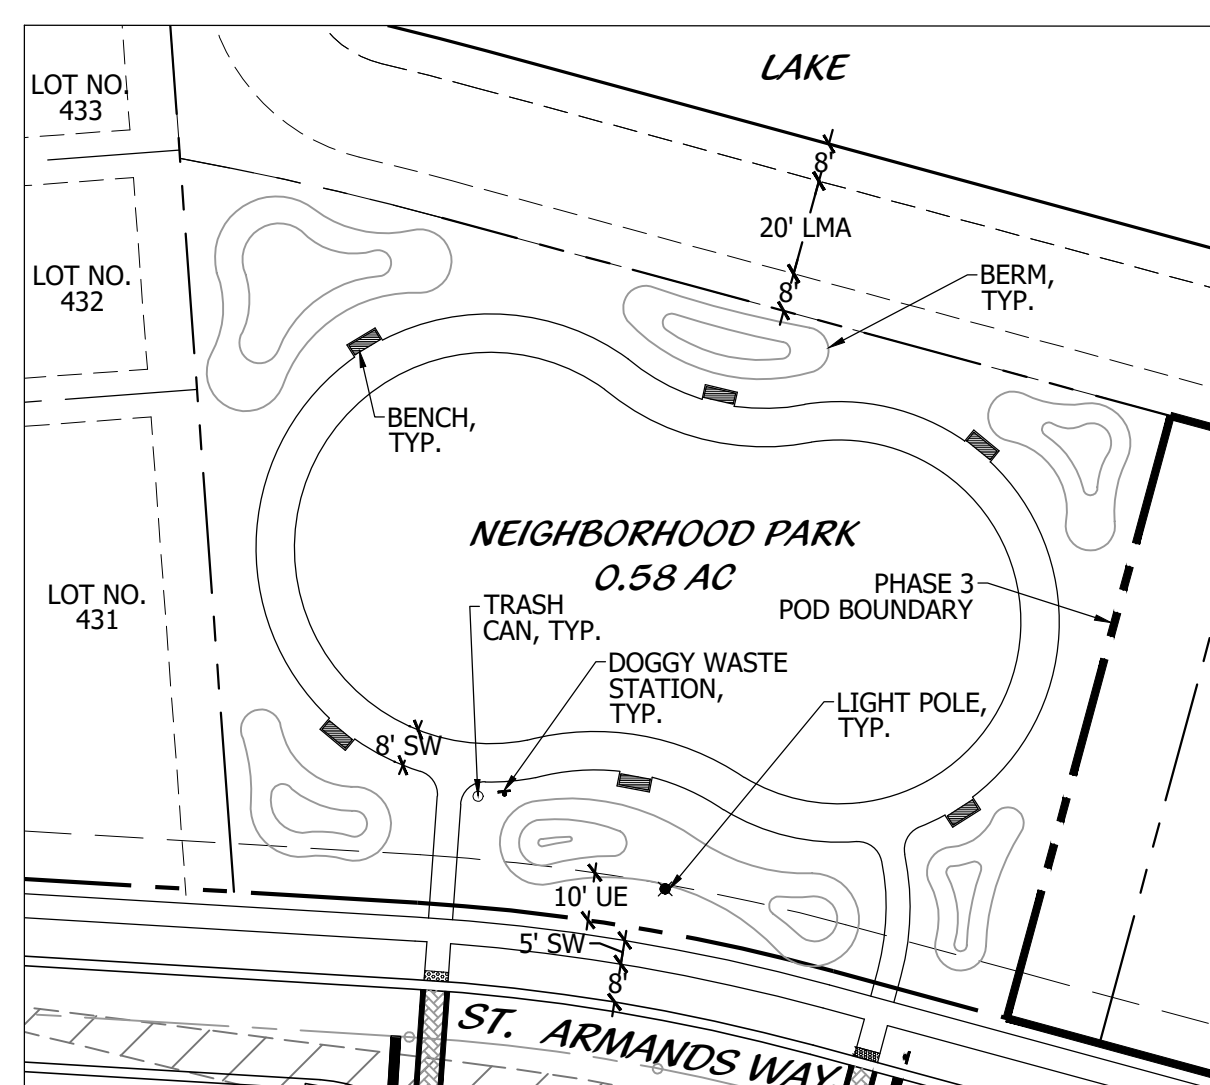 LAKE
LOT NO.
433
8'
20' LMA
8'
LOT NO.
432
BERM,
TYP.
BENCH,
TYP.
NEIGHBORHOOD PARK
0.58 AC
PHASE 3
POD BOUNDARY
LOT NO.
431
TRASH
CAN, TYP.
DOGGY WASTE
STATION,
TYP.
LIGHT POLE,
TYP.
8' SW
10' UE
5' SW
8'
ST. ARMANDS WAY